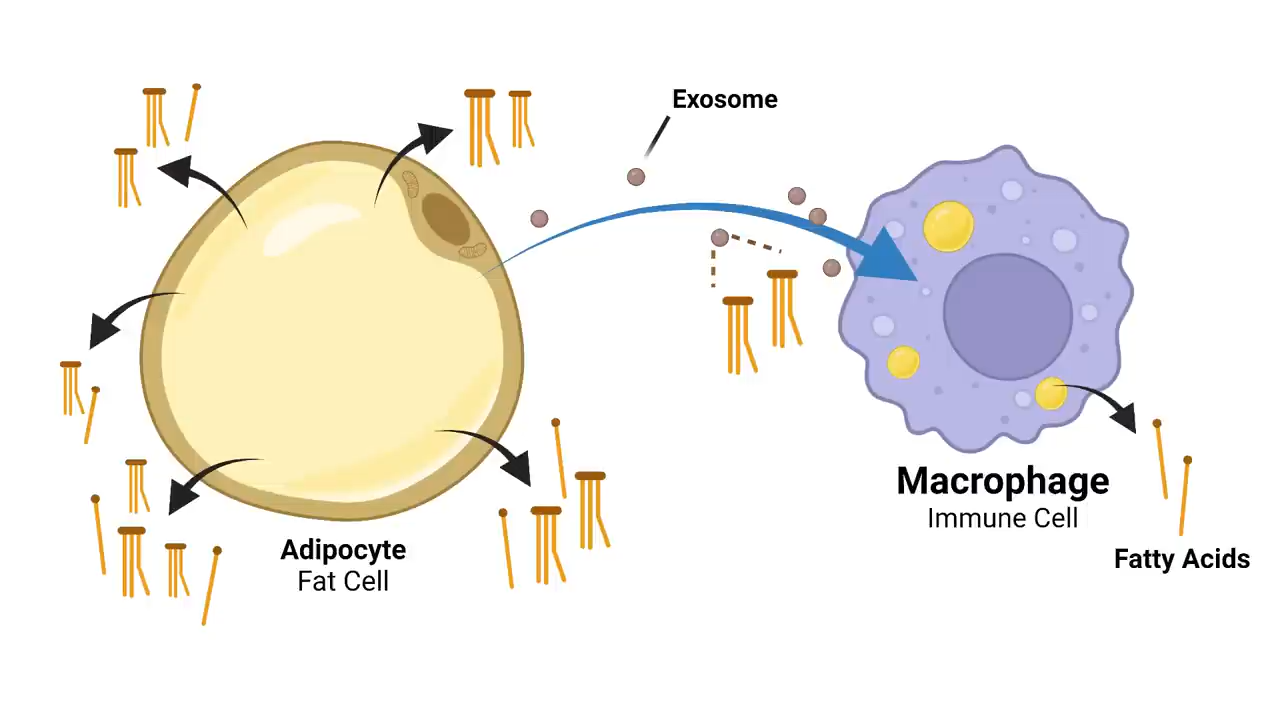 Exosome
Macrophage
Immune Cell
Adipocyte
Fat Cell
Fatty Acids